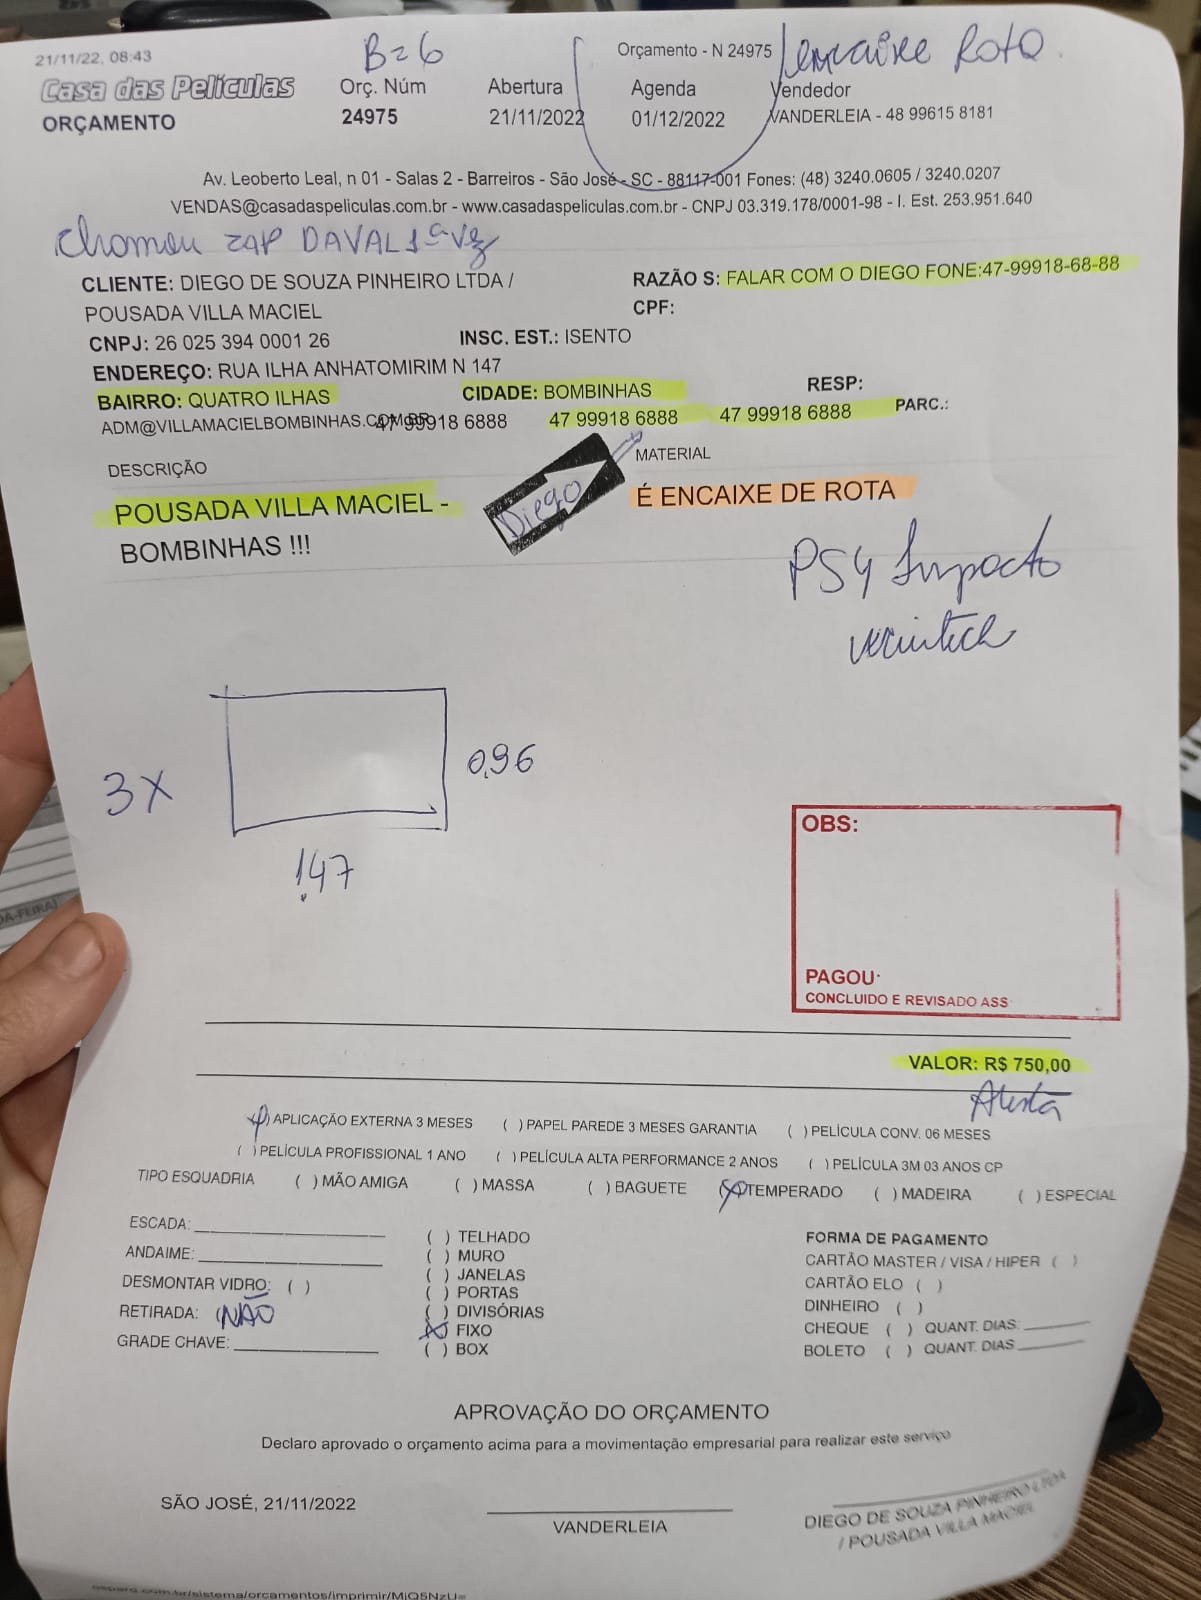 21/11/22, 08:43
B=6
Orçamento - N 24975
encaixe Rota.
Casa das Películas
ORÇAMENTO
Orç. Núm
24975
Abertura
21/11/2022
Agenda
01/12/2022
Vendedor
VANDERLEIA - 48 99615 8181
Av. Leoberto Leal, n 01 - Salas 2 - Barreiros - São José - SC - 88117-001 Fones: (48) 3240.0605 / 3240.0207
VENDAS@casadaspeliculas.com.br - www.casadaspeliculas.com.br - CNPJ 03.319.178/0001-98 - I. Est. 253.951.640
chamou zap DAVAL 1ª vz
CLIENTE: DIEGO DE SOUZA PINHEIRO LTDA /
POUSADA VILLA MACIEL
RAZÃO S: FALAR COM O DIEGO FONE:47-99918-68-88
CPF:
CNPJ: 26 025 394 0001 26
INSC. EST.: ISENTO
ENDEREÇO: RUA ILHA ANHATOMIRIM N 147
BAIRRO: QUATRO ILHAS
CIDADE: BOMBINHAS
RESP:
ADM@VILLAMACIELBOMBINHAS.COM.BR
47 99918 6888
47 99918 6888
47 99918 6888
PARC.:
DESCRIÇÃO
MATERIAL
POUSADA VILLA MACIEL -
BOMBINHAS !!!
Diego
É ENCAIXE DE ROTA
PS4 Impacto
3X
0,96
1,47
OBS:
PAGOU:
CONCLUIDO E REVISADO ASS
VALOR: R$ 750,00
( ) APLICAÇÃO EXTERNA 3 MESES ( ) PAPEL PAREDE 3 MESES GARANTIA ( ) PELÍCULA CONV. 06 MESES
( ) PELÍCULA PROFISSIONAL 1 ANO ( ) PELÍCULA ALTA PERFORMANCE 2 ANOS ( ) PELÍCULA 3M 03 ANOS CP
TIPO ESQUADRIA ( ) MÃO AMIGA ( ) MASSA ( ) BAGUETE (X) TEMPERADO ( ) MADEIRA ( ) ESPECIAL
ESCADA:
ANDAIME:
DESMONTAR VIDRO: ( )
RETIRADA: (NÃO
GRADE CHAVE:
( ) TELHADO
( ) MURO
( ) JANELAS
( ) PORTAS
( ) DIVISÓRIAS
(X) FIXO
( ) BOX
FORMA DE PAGAMENTO
CARTÃO MASTER / VISA / HIPER ( )
CARTÃO ELO ( )
DINHEIRO ( )
CHEQUE ( ) QUANT. DIAS:
BOLETO ( ) QUANT. DIAS
APROVAÇÃO DO ORÇAMENTO
Declaro aprovado o orçamento acima para a movimentação empresarial para realizar este serviço
SÃO JOSÉ, 21/11/2022
VANDERLEIA
DIEGO DE SOUZA PINHEIRO LTDA
/ POUSADA VILLA MACIEL